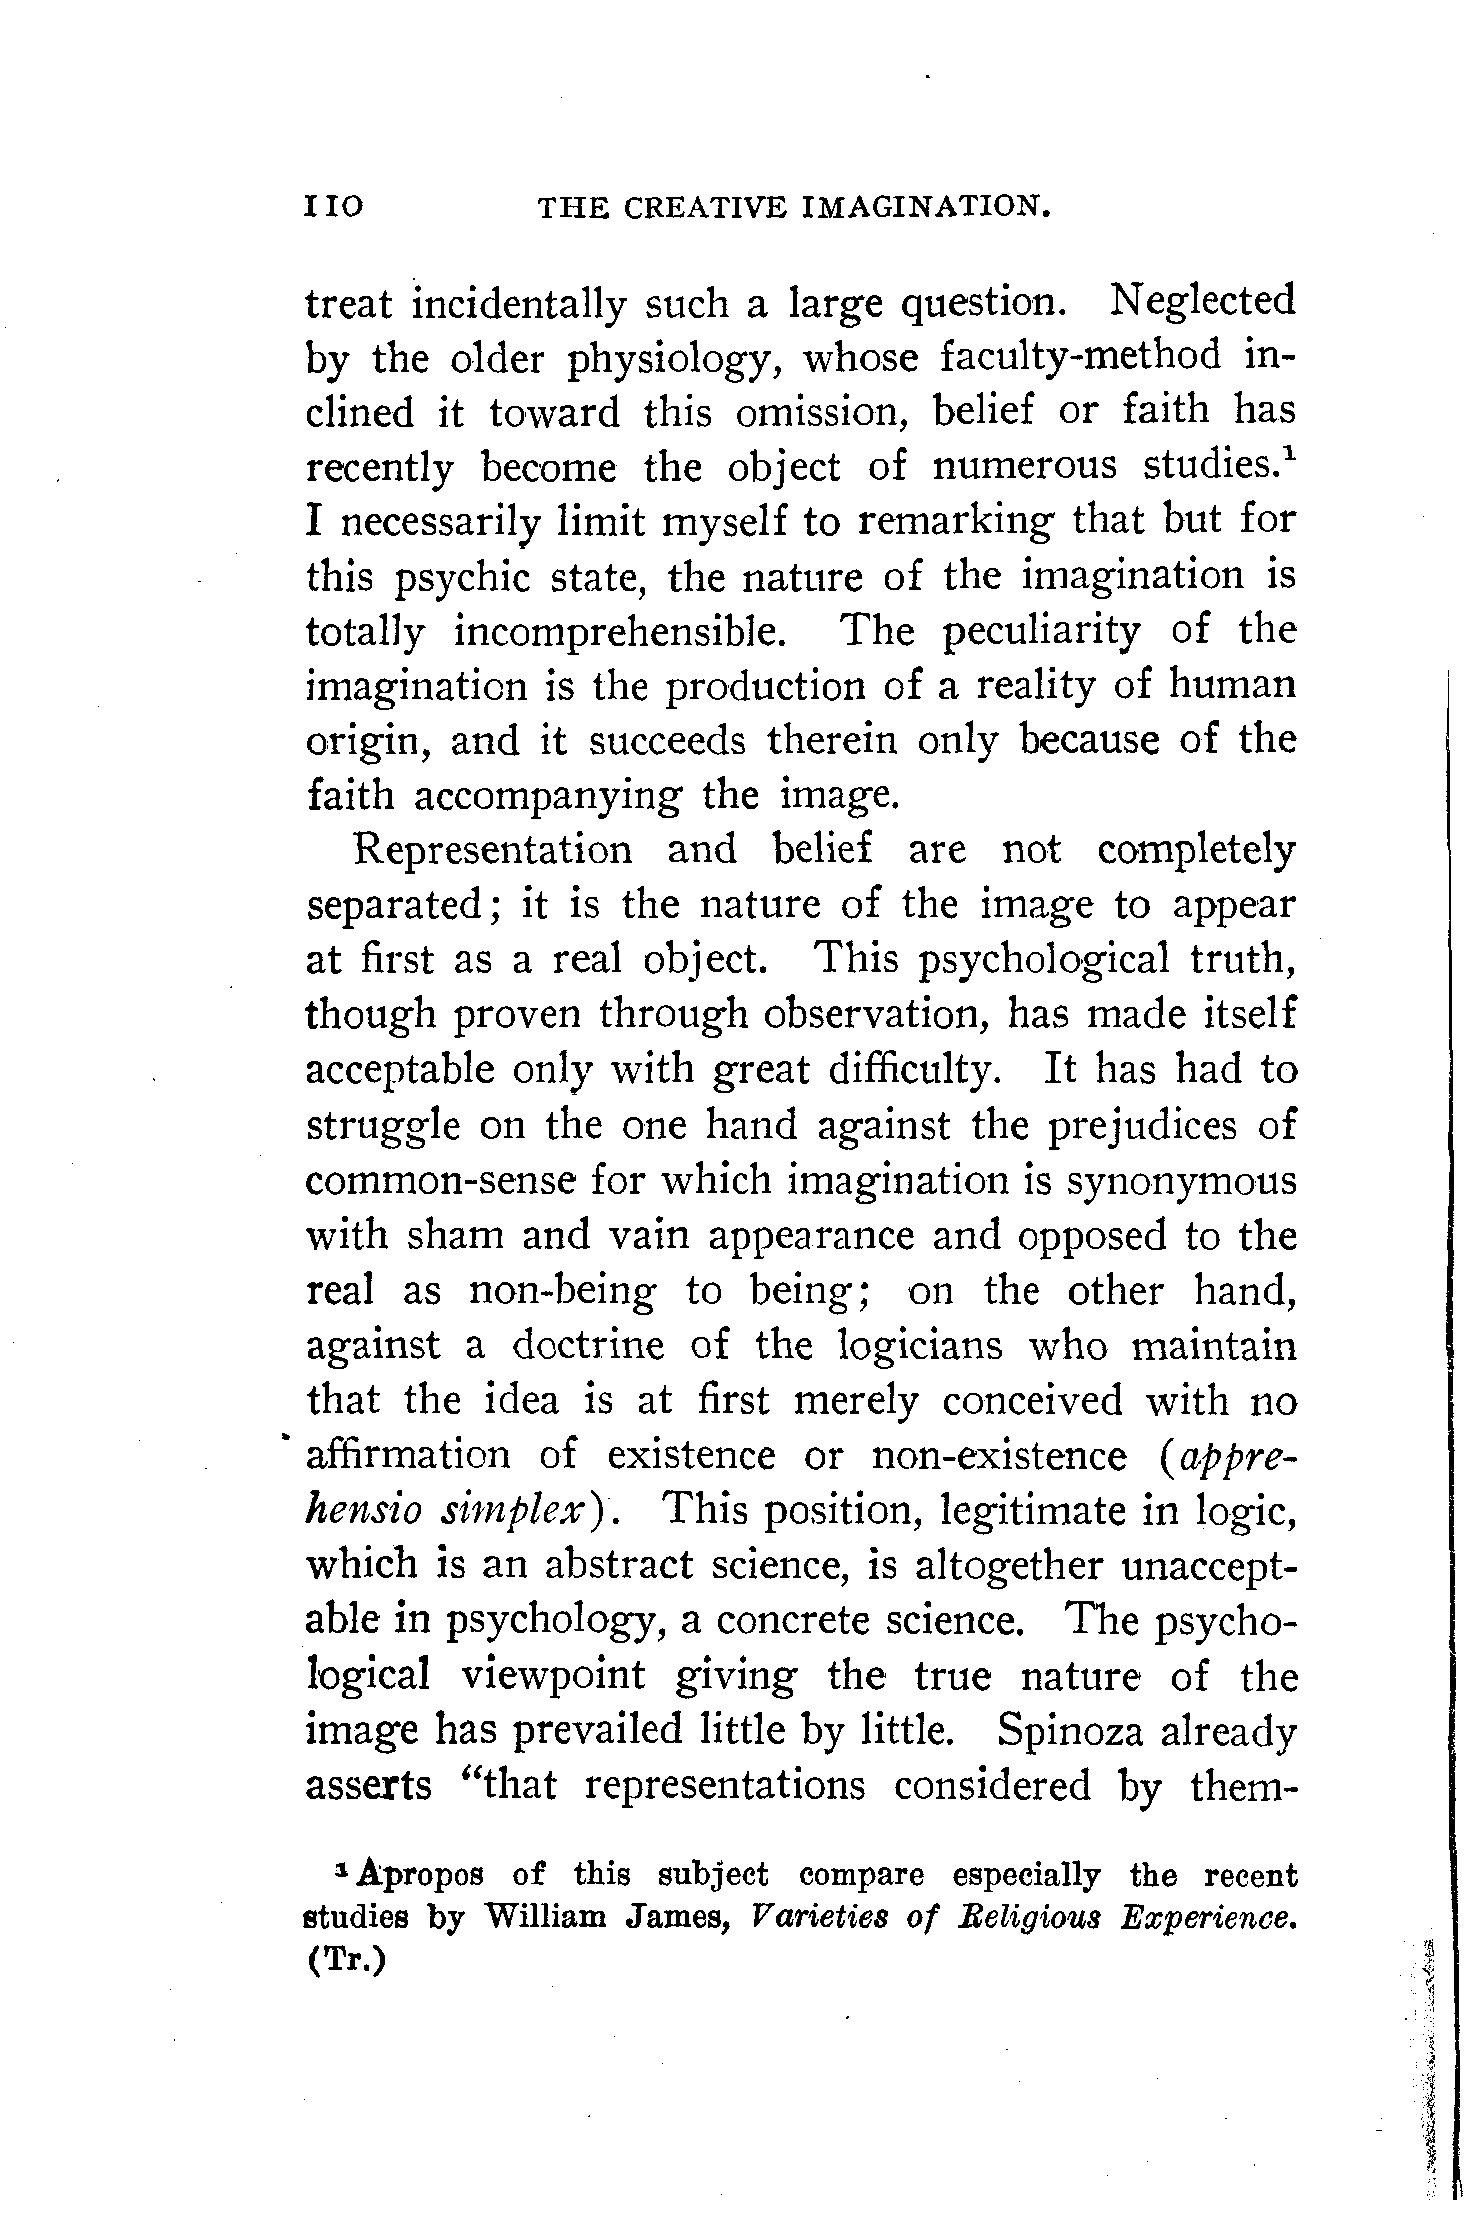 110 THE CREATIVE IMAGINATION.
treat incidentally such a large question. Neglected
by the older physiology, whose faculty-method in-
clined it toward this omission, belief or faith has
recently become the object of numerous studies.¹
I necessarily limit myself to remarking that but for
this psychic state, the nature of the imagination is
totally incomprehensible. The peculiarity of the
imagination is the production of a reality of human
origin, and it succeeds therein only because of the
faith accompanying the image.
Representation and belief are not completely
separated; it is the nature of the image to appear
at first as a real object. This psychological truth,
though proven through observation, has made itself
acceptable only with great difficulty. It has had to
struggle on the one hand against the prejudices of
common-sense for which imagination is synonymous
with sham and vain appearance and opposed to the
real as non-being to being; on the other hand,
against a doctrine of the logicians who maintain
that the idea is at first merely conceived with no
affirmation of existence or non-existence (appre-
hensio simplex). This position, legitimate in logic,
which is an abstract science, is altogether unaccept-
able in psychology, a concrete science. The psycho-
logical viewpoint giving the true nature of the
image has prevailed little by little. Spinoza already
asserts “that representations considered by them-
¹ Apropos of this subject compare especially the recent
studies by William James, Varieties of Religious Experience.
(Tr.)